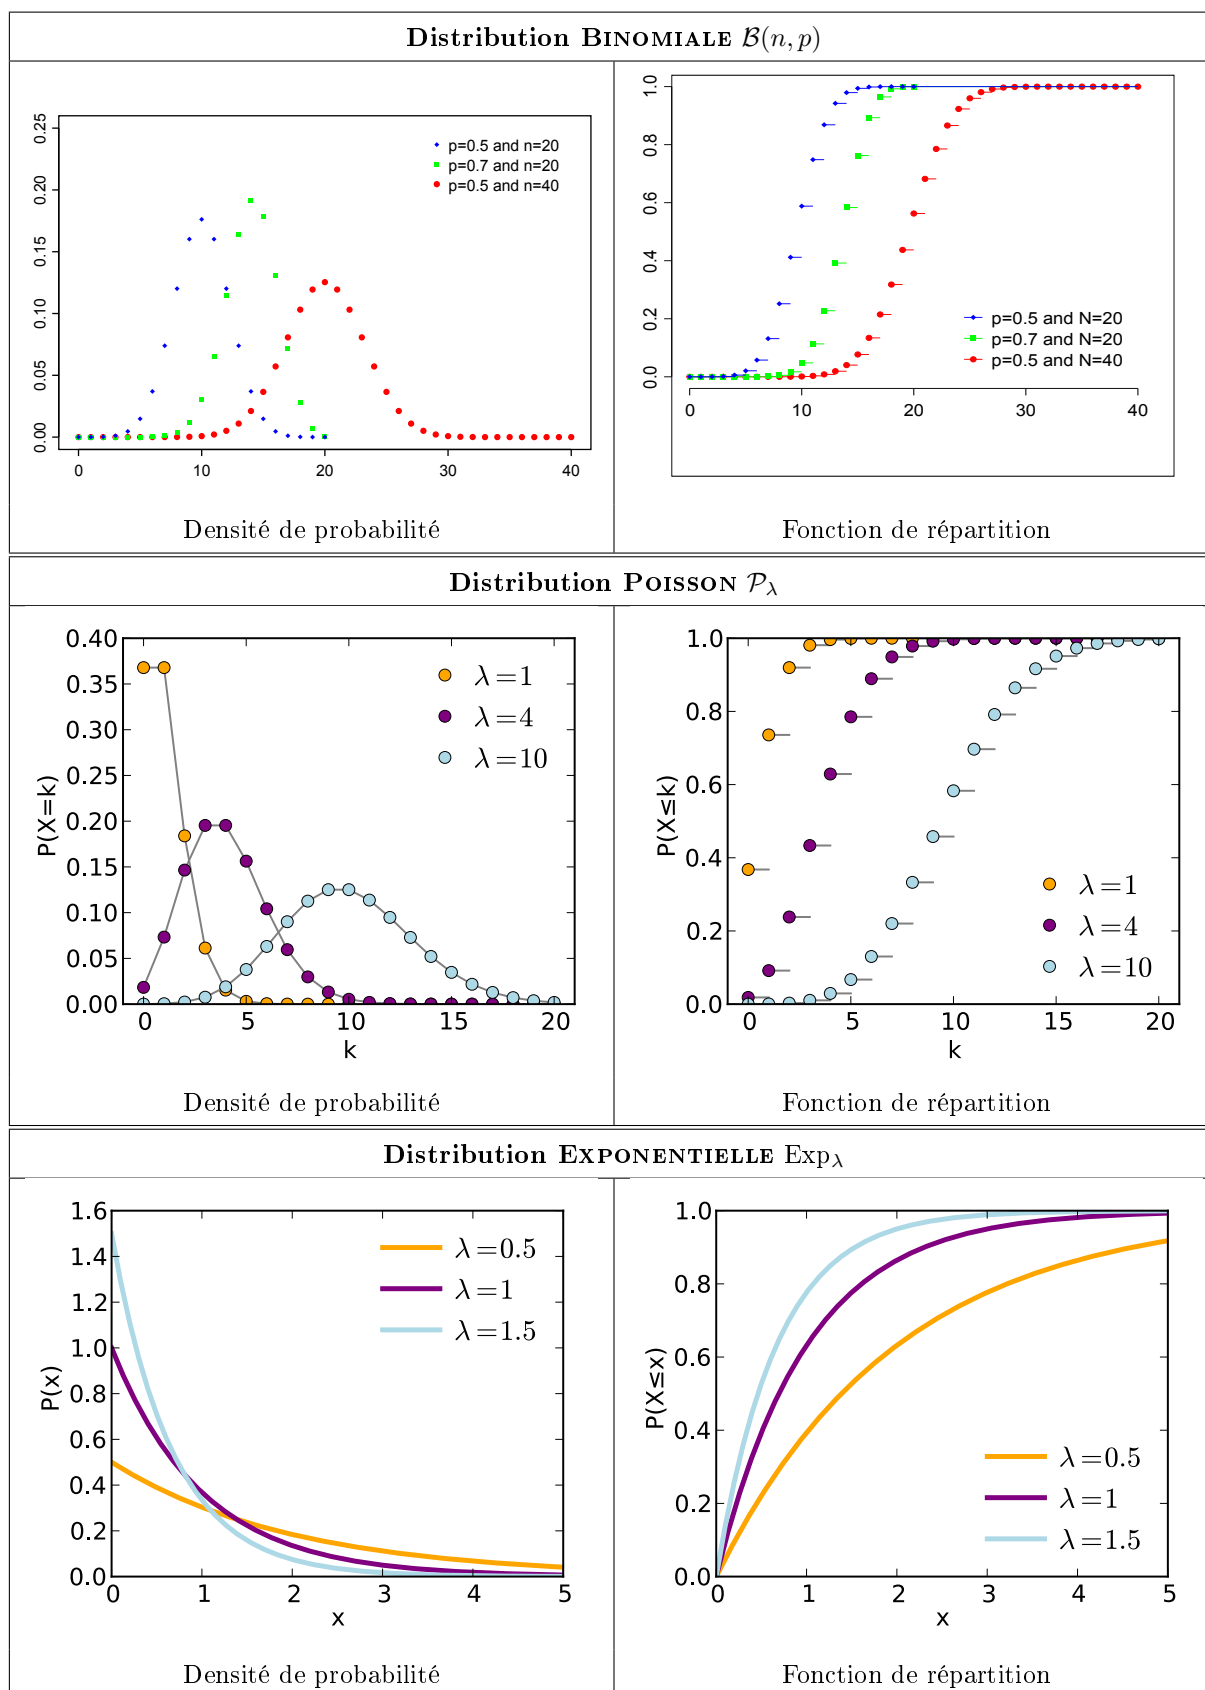 Distribution BINOMIALE B(n, p)
0.25
0.20
0.15
0.10
0.05
0.00
p=0.5 and n=20
p=0.7 and n=20
p=0.5 and n=40
0 10 20 30 40
Densité de probabilité
1.0
0.8
0.6
0.4
0.2
0.0
p=0.5 and N=20
p=0.7 and N=20
p=0.5 and N=40
0 10 20 30 40
Fonction de répartition
Distribution POISSON Pλ
P(X=k)
0.40
0.35
0.30
0.25
0.20
0.15
0.10
0.05
0.00
λ=1
λ=4
λ=10
0 5 10 15 20
k
Densité de probabilité
P(X≤k)
1.0
0.8
0.6
0.4
0.2
0.0
λ=1
λ=4
λ=10
0 5 10 15 20
k
Fonction de répartition
Distribution EXPONENTIELLE Expλ
P(x)
1.6
1.4
1.2
1.0
0.8
0.6
0.4
0.2
0.0
λ=0.5
λ=1
λ=1.5
0 1 2 3 4 5
x
Densité de probabilité
P(X≤x)
1.0
0.8
0.6
0.4
0.2
0.0
λ=0.5
λ=1
λ=1.5
0 1 2 3 4 5
x
Fonction de répartition